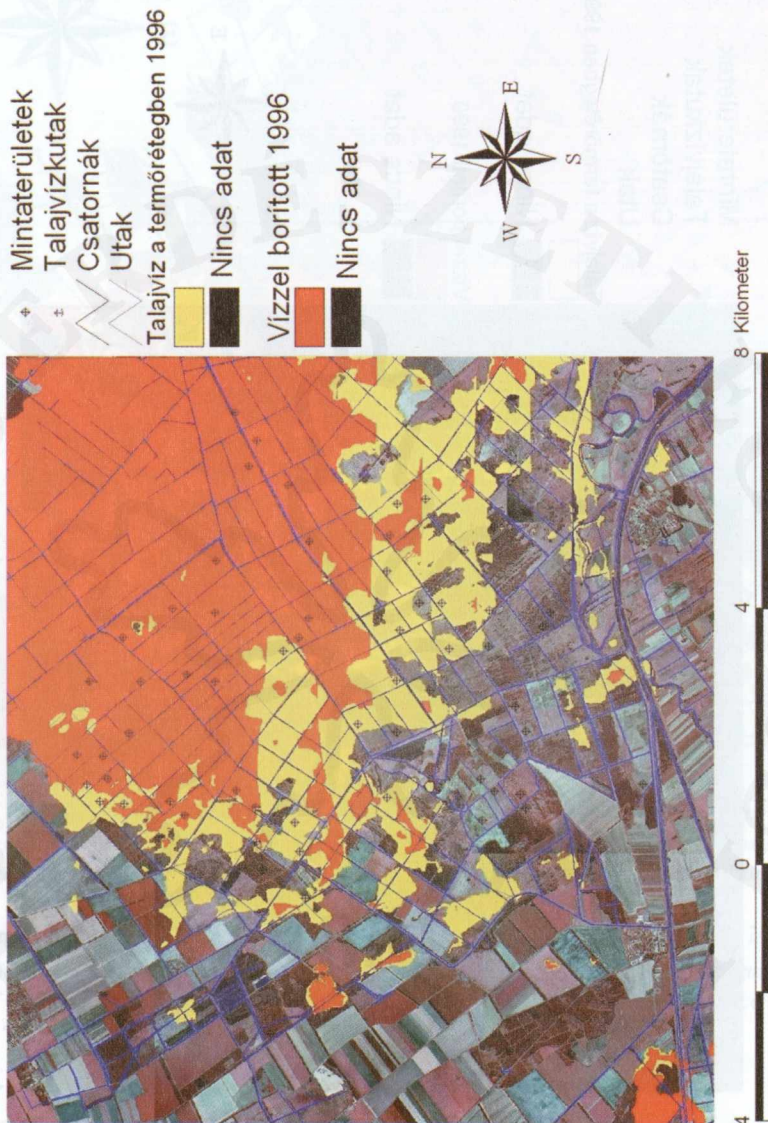 Mintaterületek
Talajvízkutak
Csatornák
Utak
Talajvíz a termőrétegben 1996
Nincs adat
Vízzel borított 1996
Nincs adat
N
W E
S
4 0 4 8 Kilometer